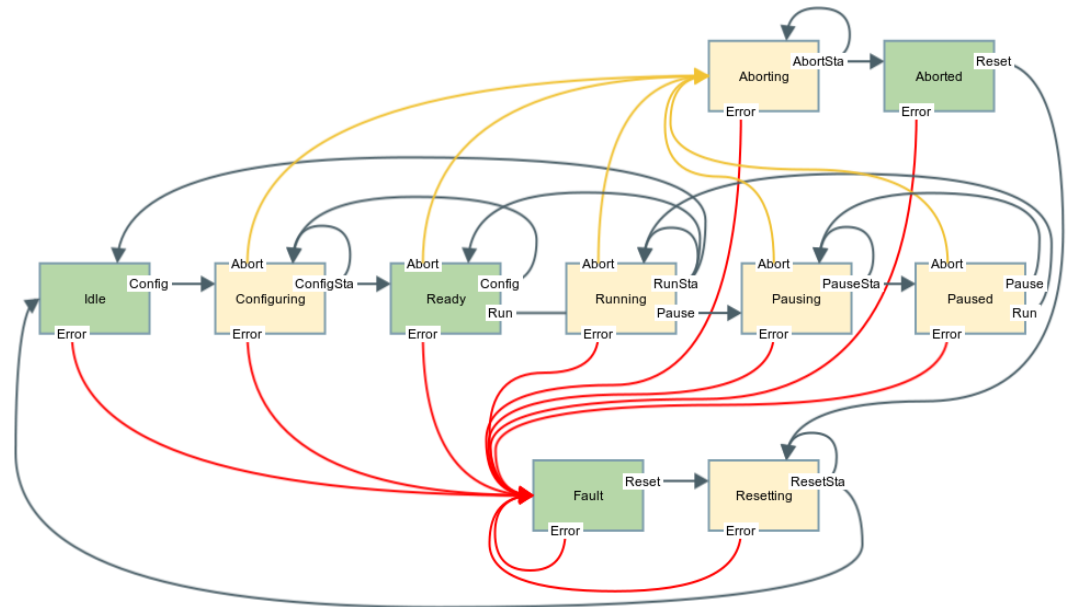 AbortSta
Reset
Aborting
Aborted
Error
Error
Abort
Abort
Abort
Abort
Abort
Config
ConfigSta
Config
RunSta
PauseSta
Pause
Idle
Configuring
Ready
Running
Pausing
Paused
Run
Pause
Run
Error
Error
Error
Error
Error
Error
Reset
ResetSta
Fault
Resetting
Error
Error